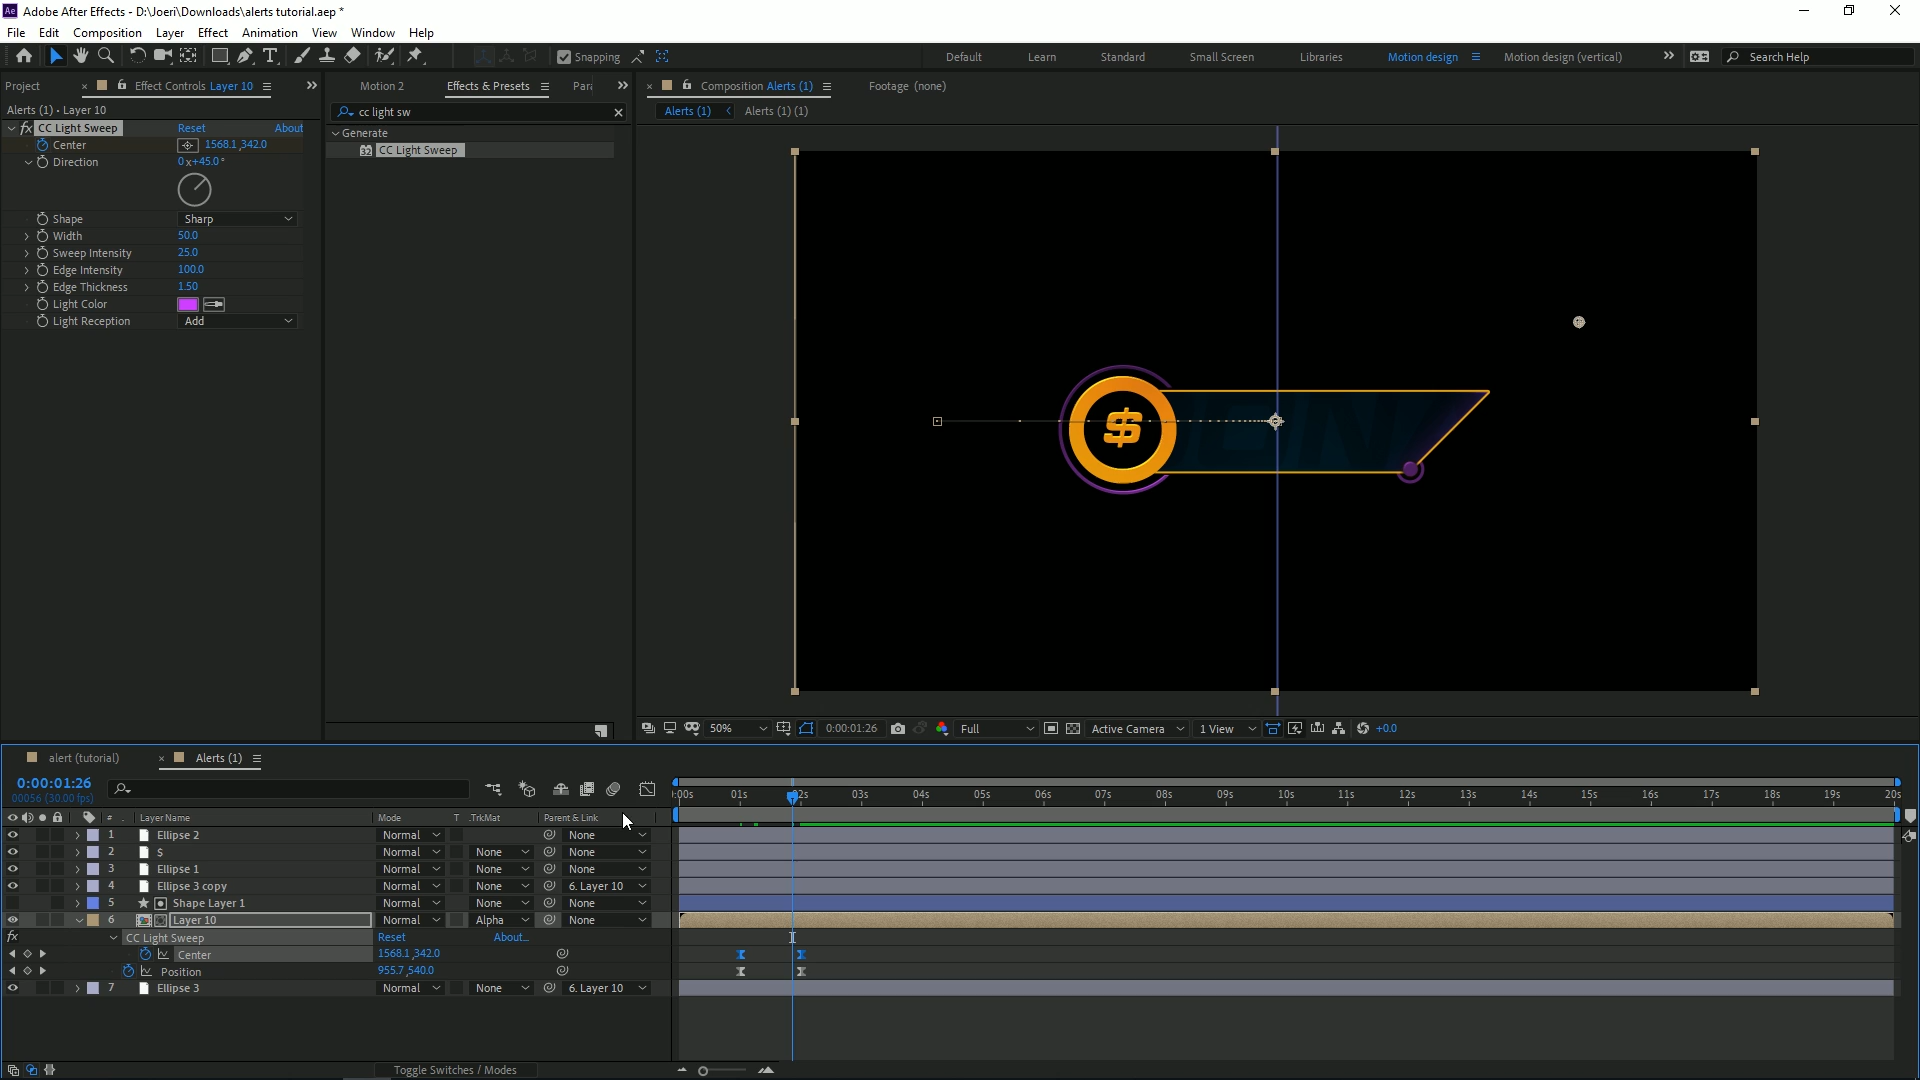 Ae Adobe After Effects - D:\Joeri\Downloads\alerts tutorial.aep *
File Edit Composition Layer Effect Animation View Window Help
Snapping Default Learn Standard Small Screen Libraries Motion design Motion design (vertical) Search Help
Project Effect Controls Layer 10 Motion 2 Effects & Presets Composition Alerts (1) Footage (none)
Alerts (1) • Layer 10 cc light sw Alerts (1) Alerts (1) (1)
fx CC Light Sweep Reset About Generate
Center 1568.1,342.0 32 CC Light Sweep
Direction 0x+45.0°
Shape Sharp
Width 50.0
Sweep Intensity 25.0
Edge Intensity 100.0
Edge Thickness 1.50
Light Color
Light Reception Add
$
50% 0:00:01:26 Full Active Camera 1 View +0.0
alert (tutorial) Alerts (1)
0:00:01:26
00056 (30.00 fps)
:00s 01s 02s 03s 04s 05s 06s 07s 08s 09s 10s 11s 12s 13s 14s 15s 16s 17s 18s 19s 20s
# Layer Name Mode T .TrkMat Parent & Link
1 Ellipse 2 Normal None
2 $ Normal None None
3 Ellipse 1 Normal None None
4 Ellipse 3 copy Normal None 6. Layer 10
5 Shape Layer 1 Normal None None
6 Layer 10 Normal Alpha None
fx CC Light Sweep Reset About...
Center 1568.1,342.0
Position 955.7,540.0
7 Ellipse 3 Normal None 6. Layer 10
Toggle Switches / Modes